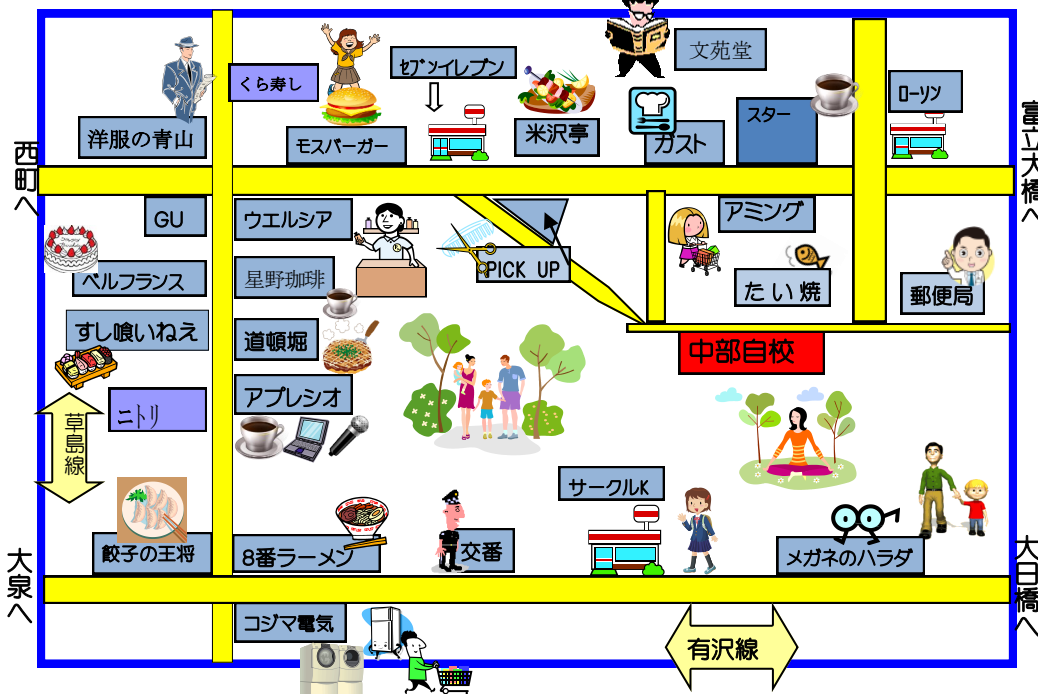 文苑堂
ｾﾌﾞﾝイレブン
くら寿し
ﾛｰソン
スター
洋服の青山
モスバーガー
米沢亭
ガスト
西町へ
富立大橋へ
GU
ウエルシア
アミング
PICK UP
ベルフランス
星野珈琲
たい焼
郵便局
すし喰いねえ
道頓堀
中部自校
アプレシオ
ニトリ
草島線
サークルK
餃子の王将
8番ラーメン
交番
メガネのハラダ
大泉へ
大日橋へ
コジマ電気
有沢線